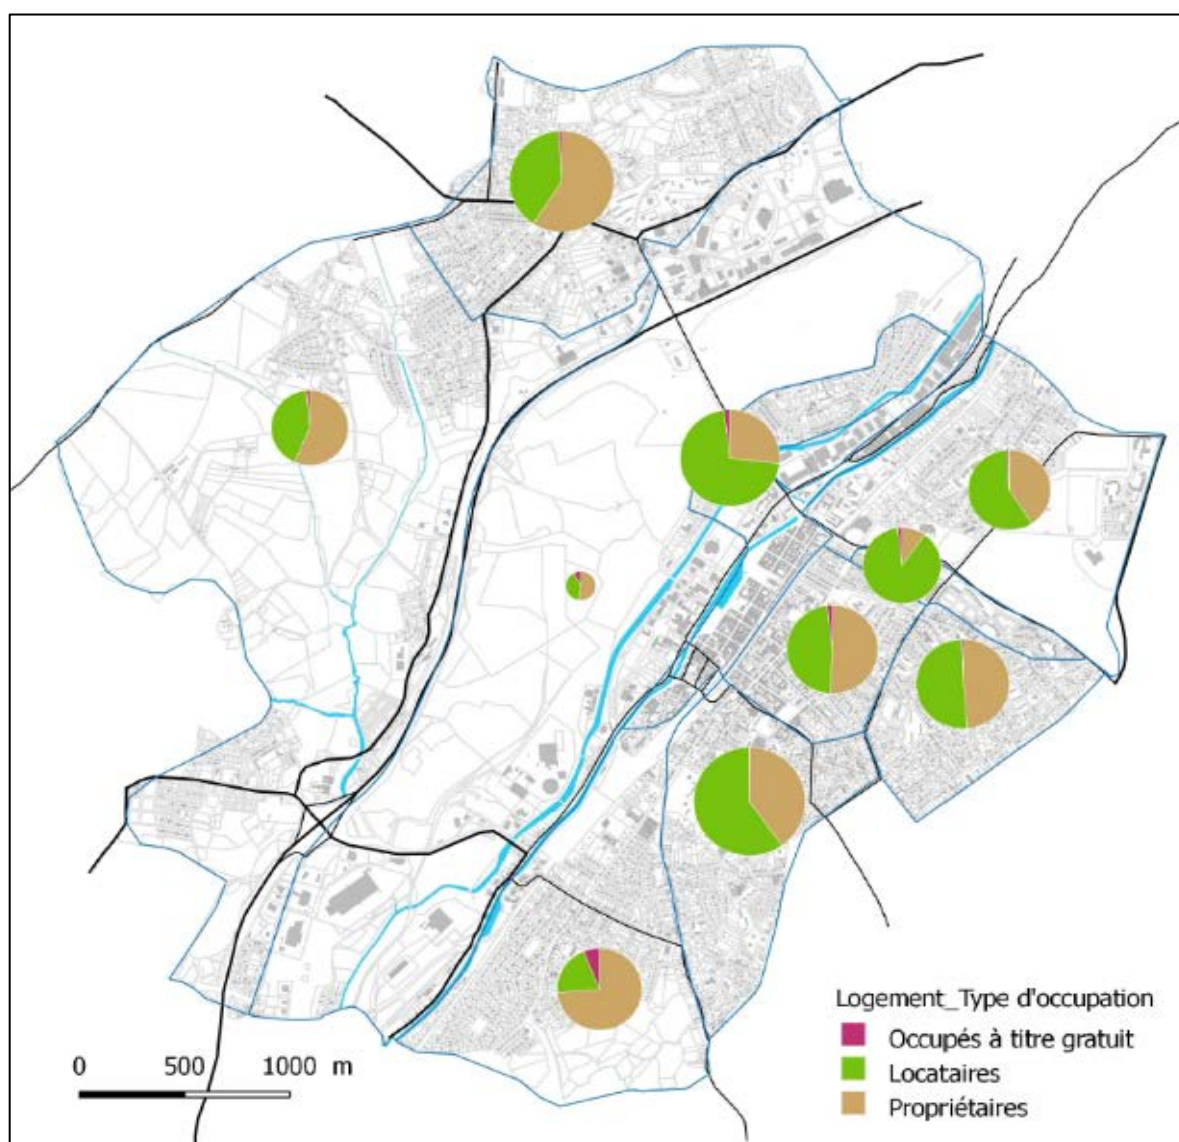 Logement_Type d'occupation
Occupés à titre gratuit
Locataires
Propriétaires
0 500 1000 m